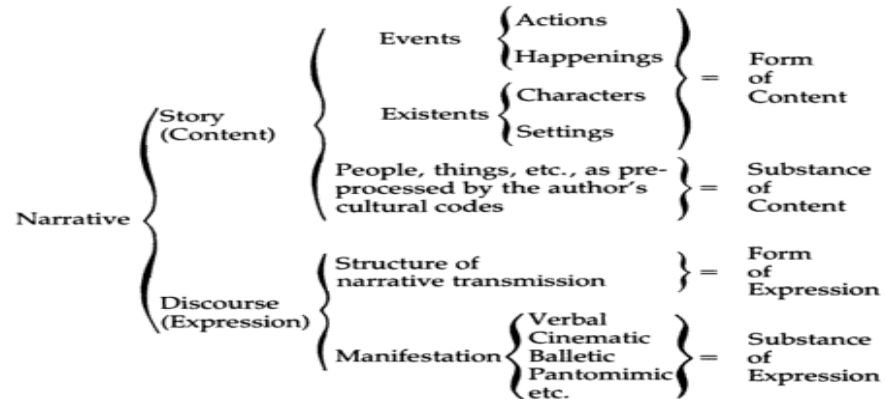 Events
Actions
Happenings
Existents
Characters
Settings
= Form
of
Content
Story
(Content)
People, things, etc., as pre-
processed by the author's
cultural codes
= Substance
of
Content
Narrative
Discourse
(Expression)
Structure of
narrative transmission
= Form
of
Expression
Manifestation
Verbal
Cinematic
Balletic
Pantomimic
etc.
= Substance
of
Expression